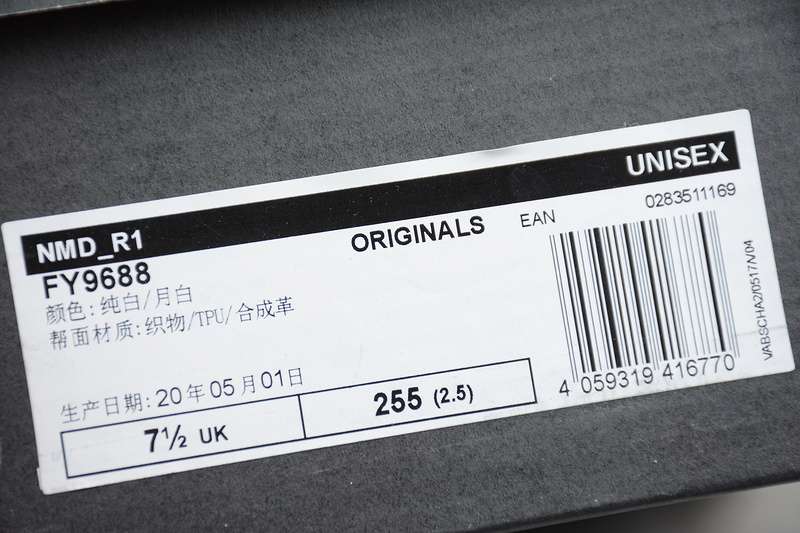 UNISEX
NMD_R1
ORIGINALS
EAN
0283511169
FY9688
颜色:纯白/月白
帮面材质:织物/TPU/合成革
生产日期:20年05月01日
7½ UK
255 (2.5)
4 059319 416770
VABSCHA2/0517/V04